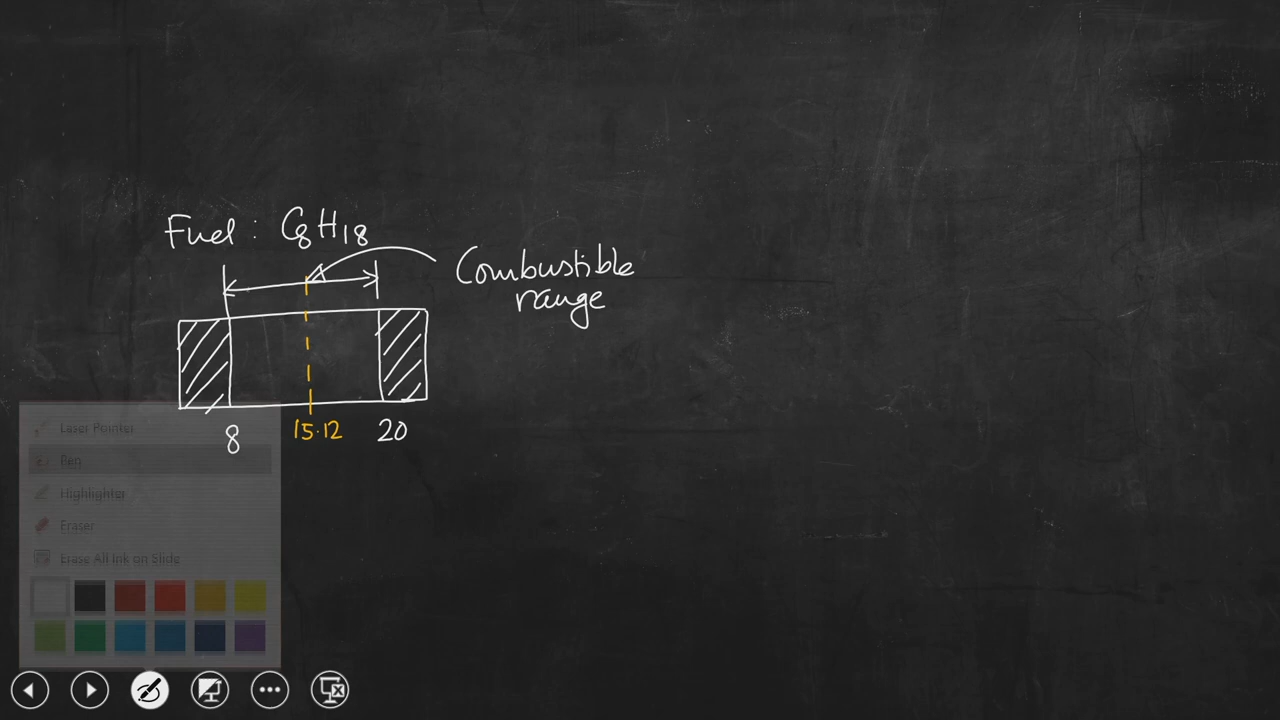 Fuel : C8H18
Combustible
range
8 15.12 20
Laser Pointer
Pen
Highlighter
Eraser
Erase All Ink on Slide